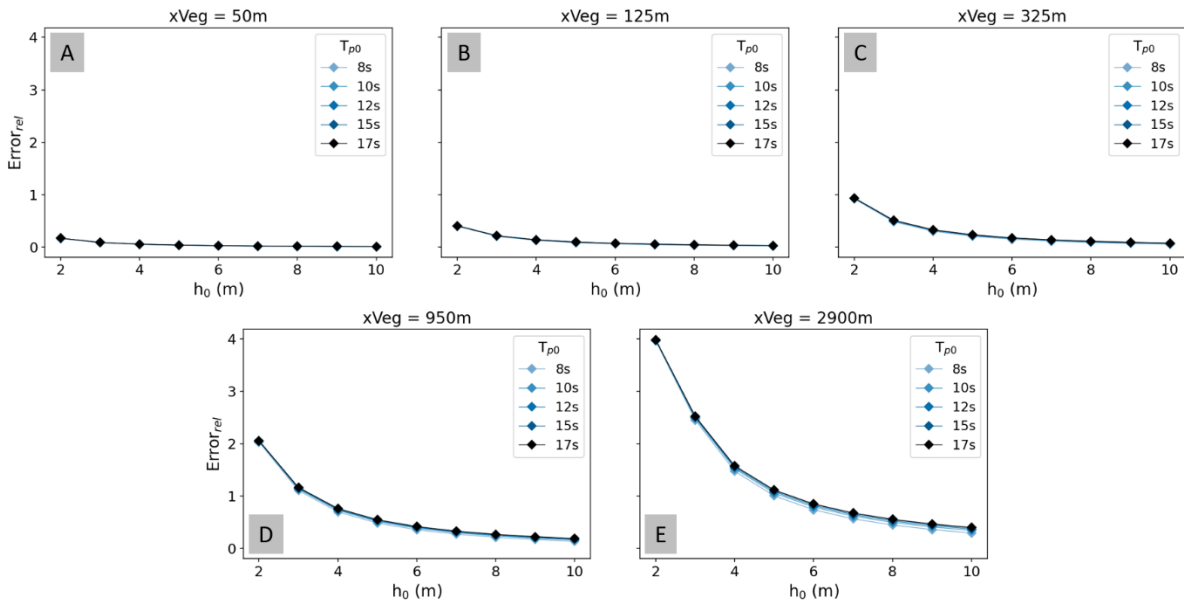 xVeg = 50m
A
T_p0
8s
10s
12s
15s
17s
4
3
2
1
0
Error_rel
2 4 6 8 10
h_0 (m)
xVeg = 125m
B
T_p0
8s
10s
12s
15s
17s
2 4 6 8 10
h_0 (m)
xVeg = 325m
C
T_p0
8s
10s
12s
15s
17s
2 4 6 8 10
h_0 (m)
xVeg = 950m
T_p0
8s
10s
12s
15s
17s
4
3
2
1
0
Error_rel
D
2 4 6 8 10
h_0 (m)
xVeg = 2900m
T_p0
8s
10s
12s
15s
17s
E
2 4 6 8 10
h_0 (m)